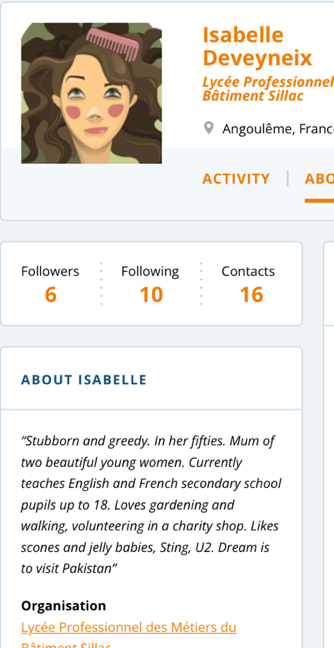 Isabelle
Deveyneix
Lycée Professionnel
Bâtiment Sillac
Angoulême, Franc
ACTIVITY | ABO
Followers Following Contacts
6 10 16
ABOUT ISABELLE
“Stubborn and greedy. In her fifties. Mum of
two beautiful young women. Currently
teaches English and French secondary school
pupils up to 18. Loves gardening and
walking, volunteering in a charity shop. Likes
scones and jelly babies, Sting, U2. Dream is
to visit Pakistan”
Organisation
Lycée Professionnel des Métiers du
Bâtiment Sillac